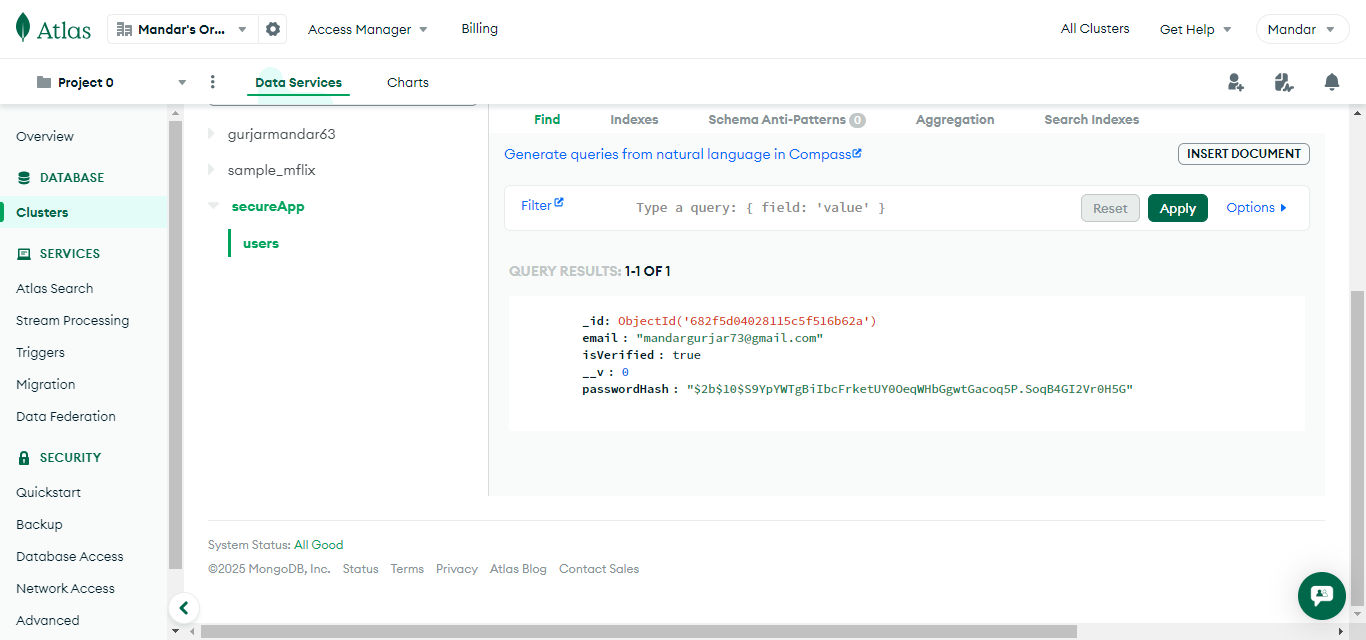 Atlas
Mandar's Or...
Access Manager
Billing
All Clusters
Get Help
Mandar
Project 0
Data Services
Charts
Overview
DATABASE
Clusters
SERVICES
Atlas Search
Stream Processing
Triggers
Migration
Data Federation
SECURITY
Quickstart
Backup
Database Access
Network Access
Advanced
gurjarmandar63
sample_mflix
secureApp
users
Find Indexes Schema Anti-Patterns 0 Aggregation Search Indexes
Generate queries from natural language in Compass
INSERT DOCUMENT
Filter
Type a query: { field: 'value' }
Reset
Apply
Options
QUERY RESULTS: 1-1 OF 1
_id: ObjectId('682f5d04028115c5f516b62a')
email : "mandargurjar73@gmail.com"
isVerified : true
__v : 0
passwordHash : "$2b$10$S9YpYWTgBiIbcFrketUY0OeqWHbGgwtGacoq5P.SoqB4GI2Vr0H5G"
System Status: All Good
©2025 MongoDB, Inc. Status Terms Privacy Atlas Blog Contact Sales